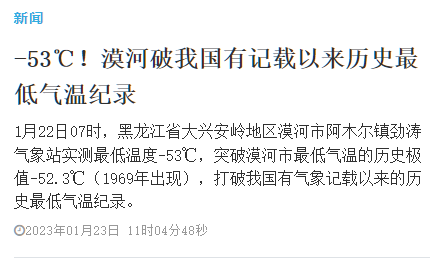 新闻
-53℃！漠河破我国有记载以来历史最
低气温纪录
1月22日07时，黑龙江省大兴安岭地区漠河市阿木尔镇劲涛
气象站实测最低温度-53℃，突破漠河市最低气温的历史极
值-52.3℃（1969年出现），打破我国有气象记载以来的历
史最低气温纪录。
2023年01月23日 11时04分48秒